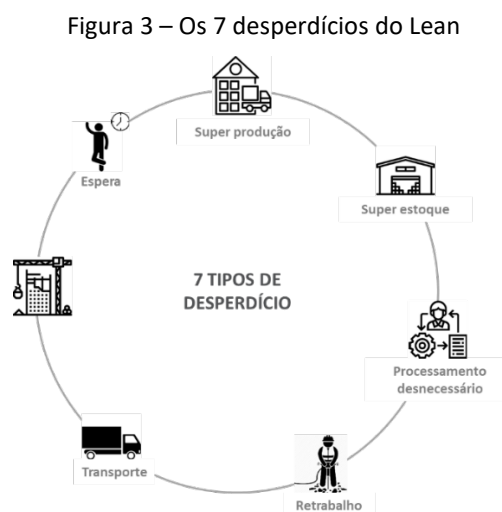 Figura 3 – Os 7 desperdícios do Lean
Super produção
Espera
Super estoque
7 TIPOS DE
DESPERDÍCIO
Processamento
desnecessário
Transporte
Retrabalho